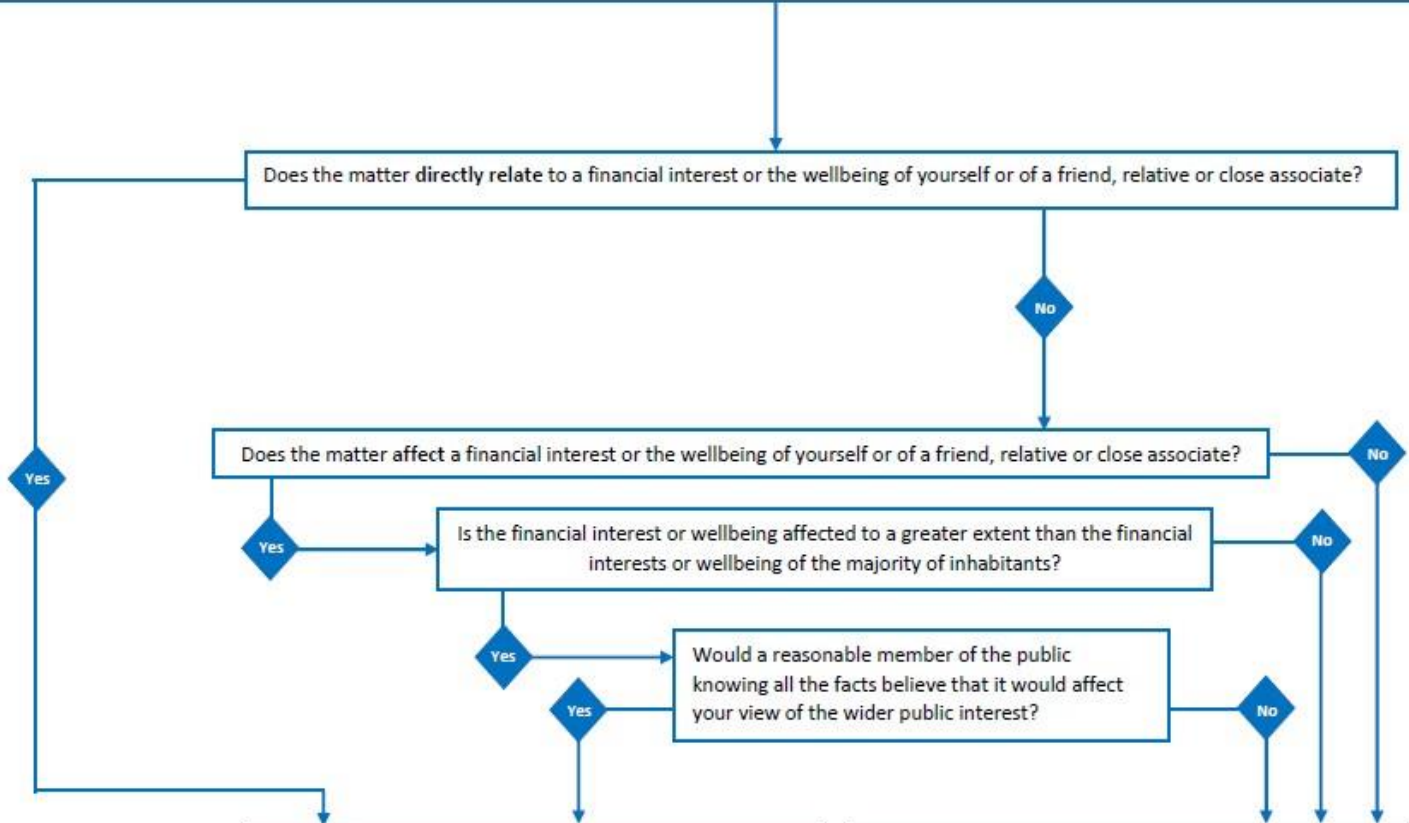 Does the matter directly relate to a financial interest or the wellbeing of yourself or of a friend, relative or close associate?
No
Does the matter affect a financial interest or the wellbeing of yourself or of a friend, relative or close associate?
No
Yes
Is the financial interest or wellbeing affected to a greater extent than the financial
interests or wellbeing of the majority of inhabitants?
No
Yes
Would a reasonable member of the public
knowing all the facts believe that it would affect
your view of the wider public interest?
Yes
Yes
No